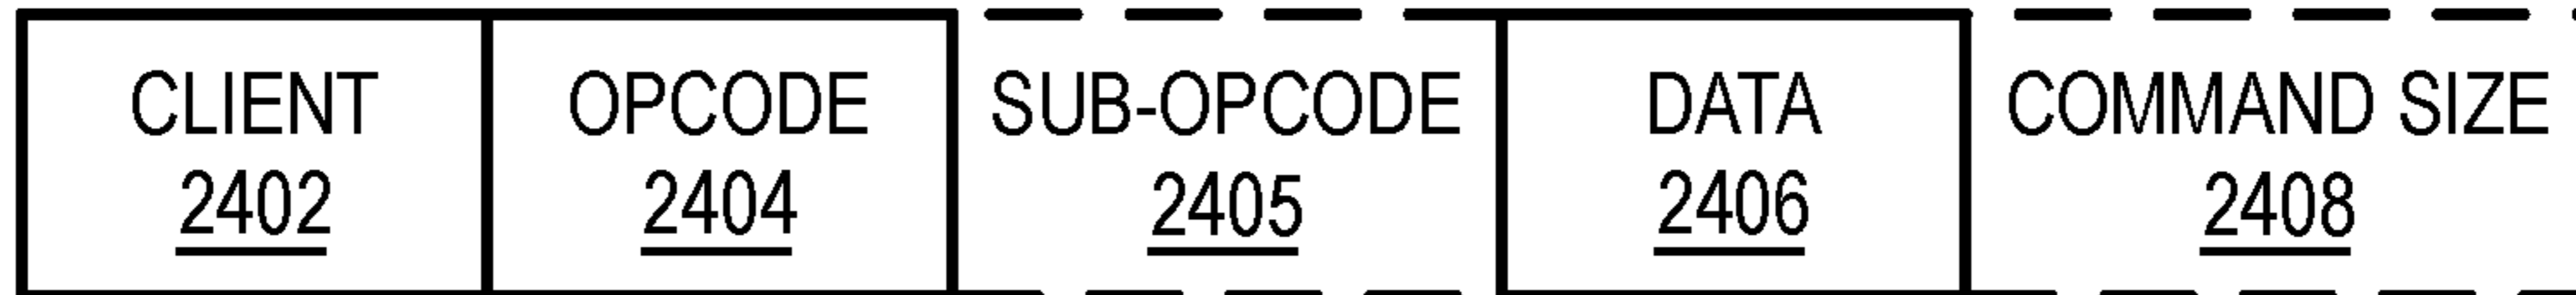 CLIENT OPCODE SUB-OPCODE DATA COMMAND SIZE
2402 2404 2405 2406 2408